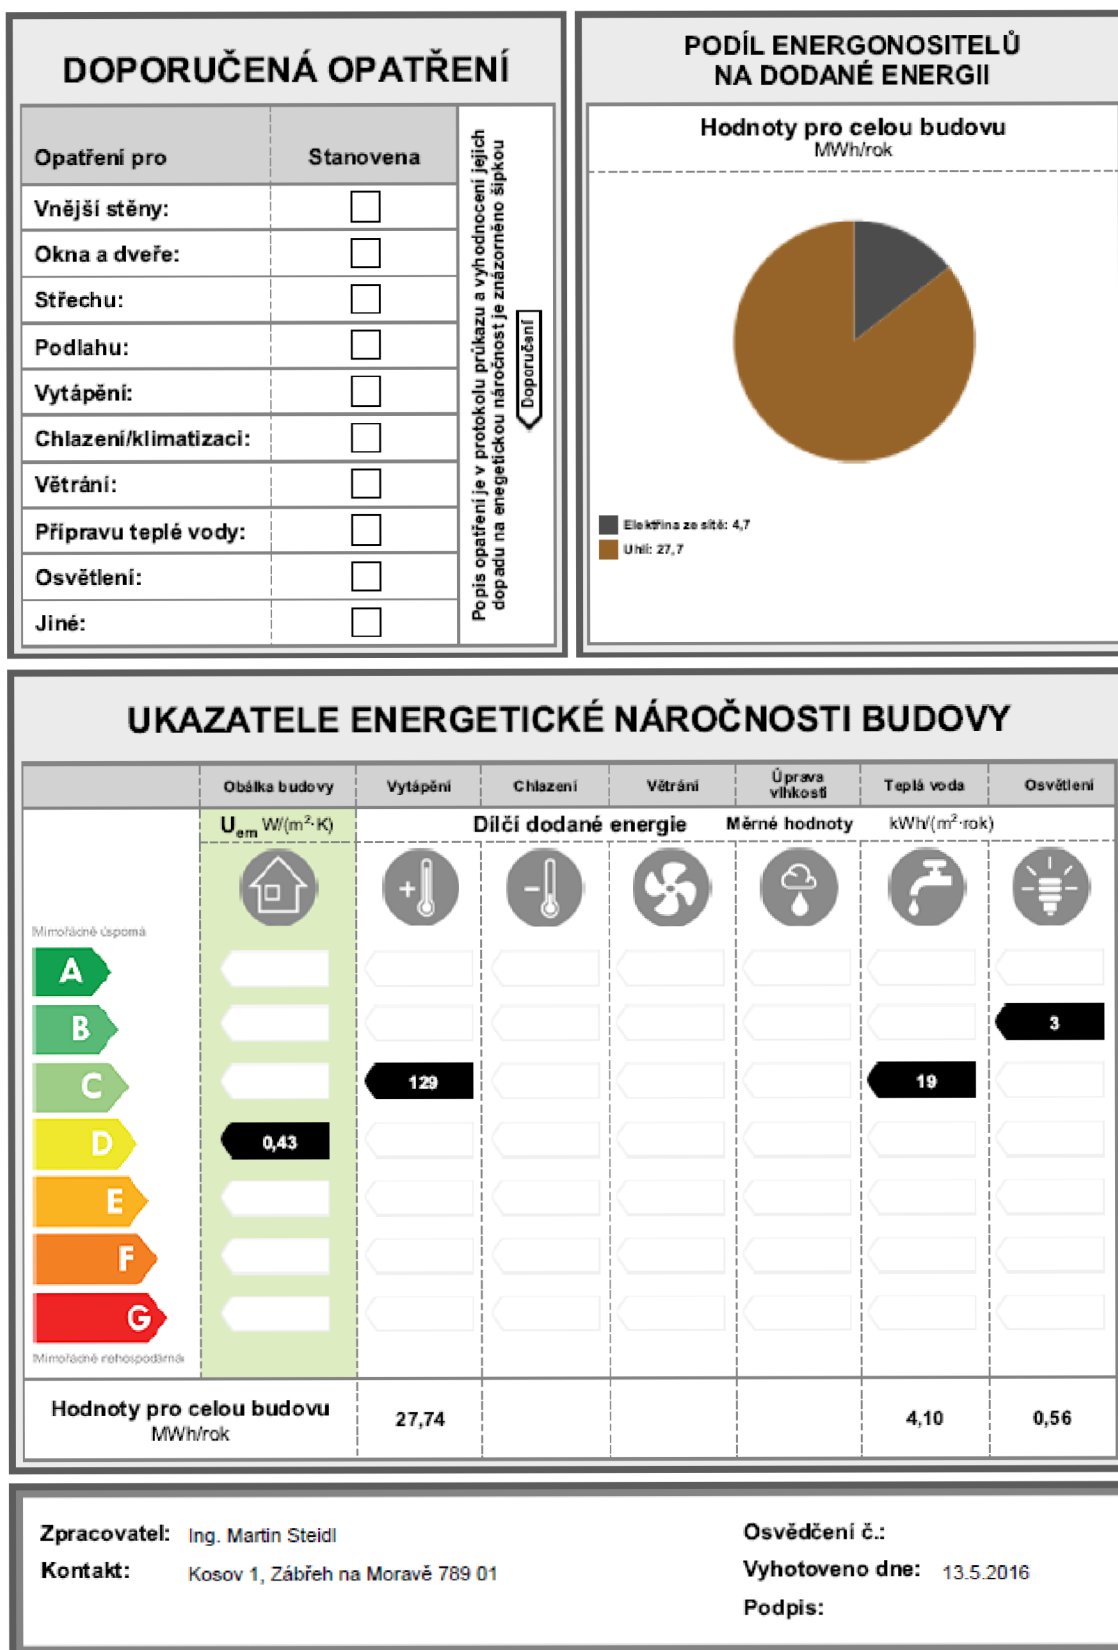 DOPORUČENÁ OPATŘENÍ
Opatření pro
Stanovena
Vnější stěny:
Okna a dveře:
Střechu:
Podlahu:
Vytápění:
Chlazení/klimatizaci:
Větrání:
Přípravu teplé vody:
Osvětlení:
Jiné:
Popis opatření je v protokolu průkazu a vyhodnocení jejich
dopadu na enegetickou náročnost je znázorněno šipkou
Doporučení
PODÍL ENERGONOSITELŮ
NA DODANÉ ENERGII
Hodnoty pro celou budovu
MWh/rok
Elektřina ze sítě: 4,7
Uhlí: 27,7
UKAZATELE ENERGETICKÉ NÁROČNOSTI BUDOVY
Obálka budovy
Vytápění
Chlazení
Větrání
Úprava
vlhkosti
Teplá voda
Osvětlení
Uem W/(m²·K)
Dílčí dodané energie
Měrné hodnoty
kWh/(m²·rok)
Mimořádně úsporná
A
B
3
C
129
19
D
0,43
E
F
G
Mimořádně nehospodárná
Hodnoty pro celou budovu
MWh/rok
27,74
4,10
0,56
Zpracovatel: Ing. Martin Steidl
Kontakt: Kosov 1, Zábřeh na Moravě 789 01
Osvědčení č.:
Vyhotoveno dne: 13.5.2016
Podpis: